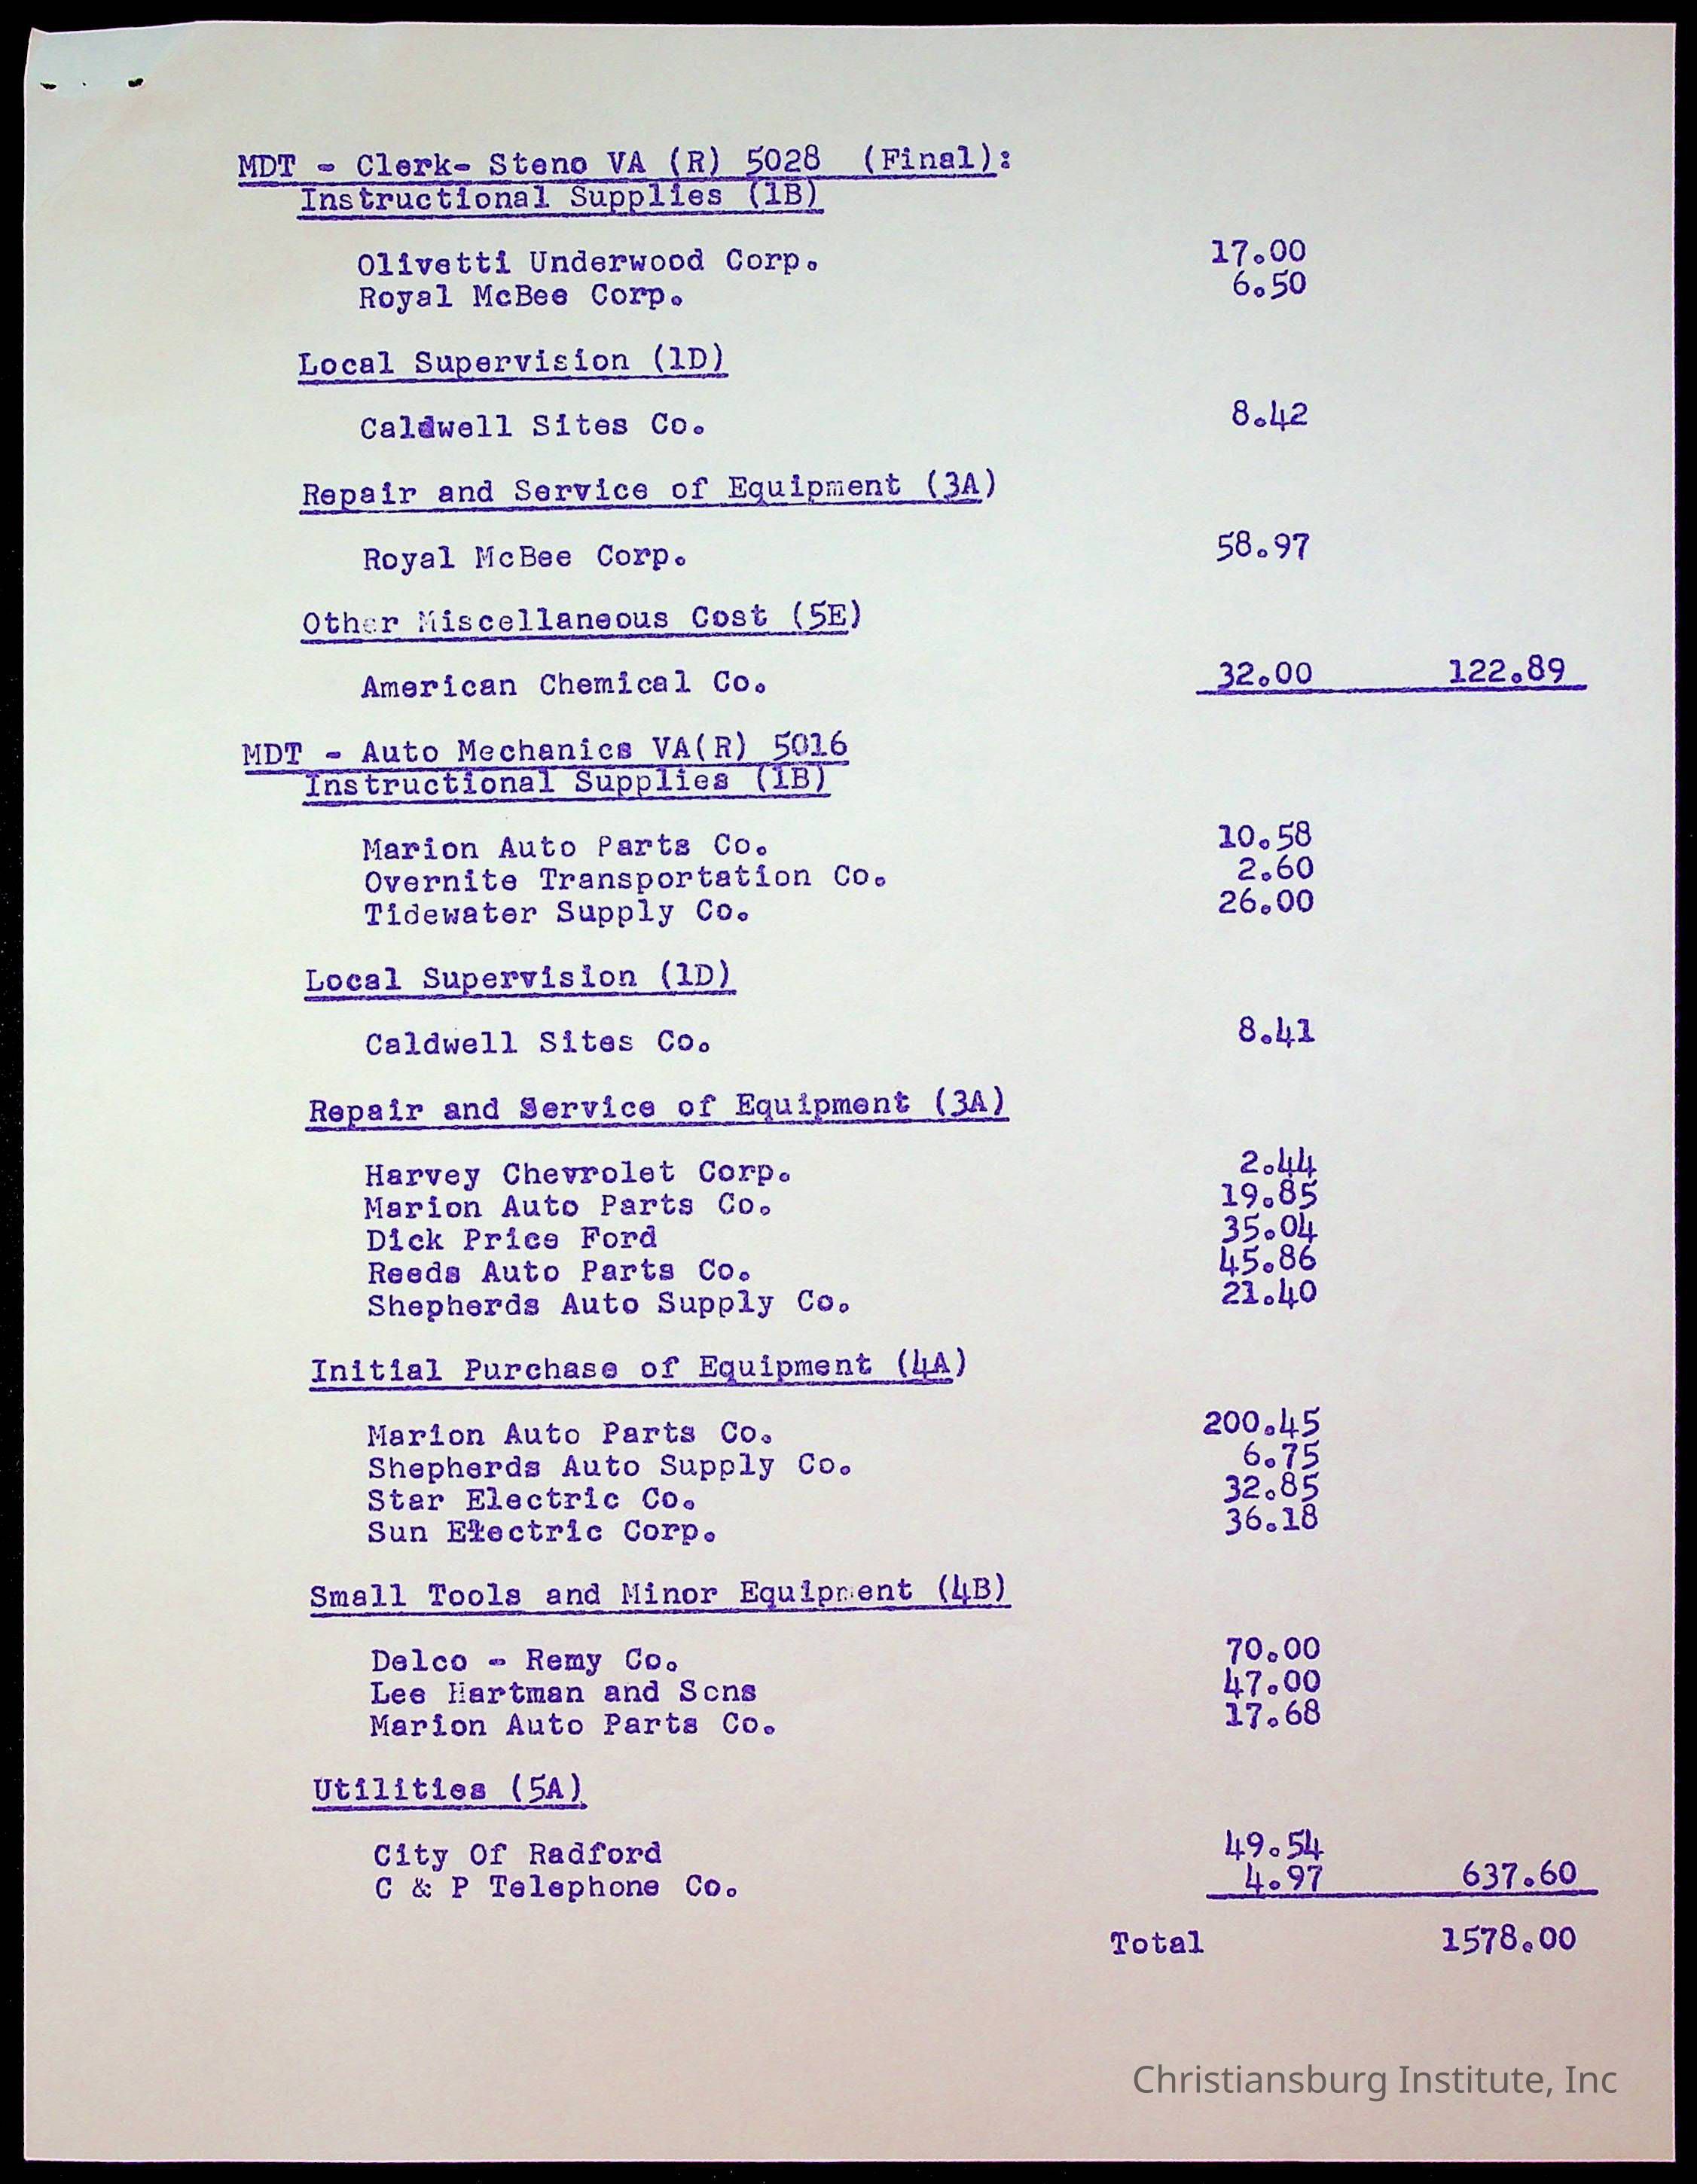 MDT - Clerk- Steno VA (R) 5028 (Final):
Instructional Supplies (1B)
Olivetti Underwood Corp. 17.00
Royal McBee Corp. 6.50
Local Supervision (1D)
Caldwell Sites Co. 8.42
Repair and Service of Equipment (3A)
Royal McBee Corp. 58.97
Other Miscellaneous Cost (5E)
American Chemical Co. 32.00 122.89
MDT - Auto Mechanics VA(R) 5016
Instructional Supplies (1B)
Marion Auto Parts Co. 10.58
Overnite Transportation Co. 2.60
Tidewater Supply Co. 26.00
Local Supervision (1D)
Caldwell Sites Co. 8.41
Repair and Service of Equipment (3A)
Harvey Chevrolet Corp. 2.44
Marion Auto Parts Co. 19.85
Dick Price Ford 35.04
Reeds Auto Parts Co. 45.86
Shepherds Auto Supply Co. 21.40
Initial Purchase of Equipment (4A)
Marion Auto Parts Co. 200.45
Shepherds Auto Supply Co. 6.75
Star Electric Co. 32.85
Sun Electric Corp. 36.18
Small Tools and Minor Equipment (4B)
Delco - Remy Co. 70.00
Lee Hartman and Sons 47.00
Marion Auto Parts Co. 17.68
Utilities (5A)
City Of Radford 49.54
C & P Telephone Co. 4.97 637.60
Total 1578.00
Christiansburg Institute, Inc